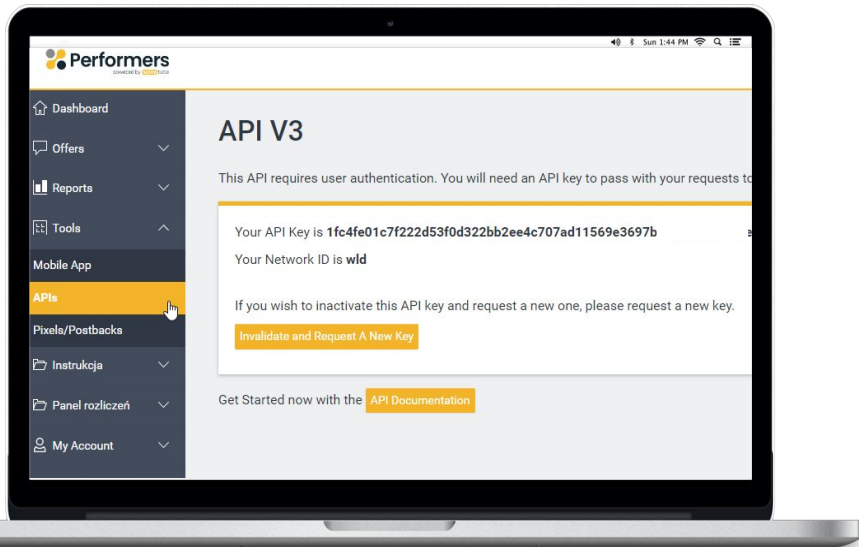 Sun 1:44 PM
Performers
powered by
Dashboard
Offers
Reports
Tools
Mobile App
APIs
Pixels/Postbacks
Instrukcja
Panel rozliczeń
My Account
API V3
This API requires user authentication. You will need an API key to pass with your requests to
Your API Key is 1fc4fe01c7f222d53f0d322bb2ee4c707ad11569e3697b
Your Network ID is wld
If you wish to inactivate this API key and request a new one, please request a new key.
Invalidate and Request A New Key
Get Started now with the API Documentation